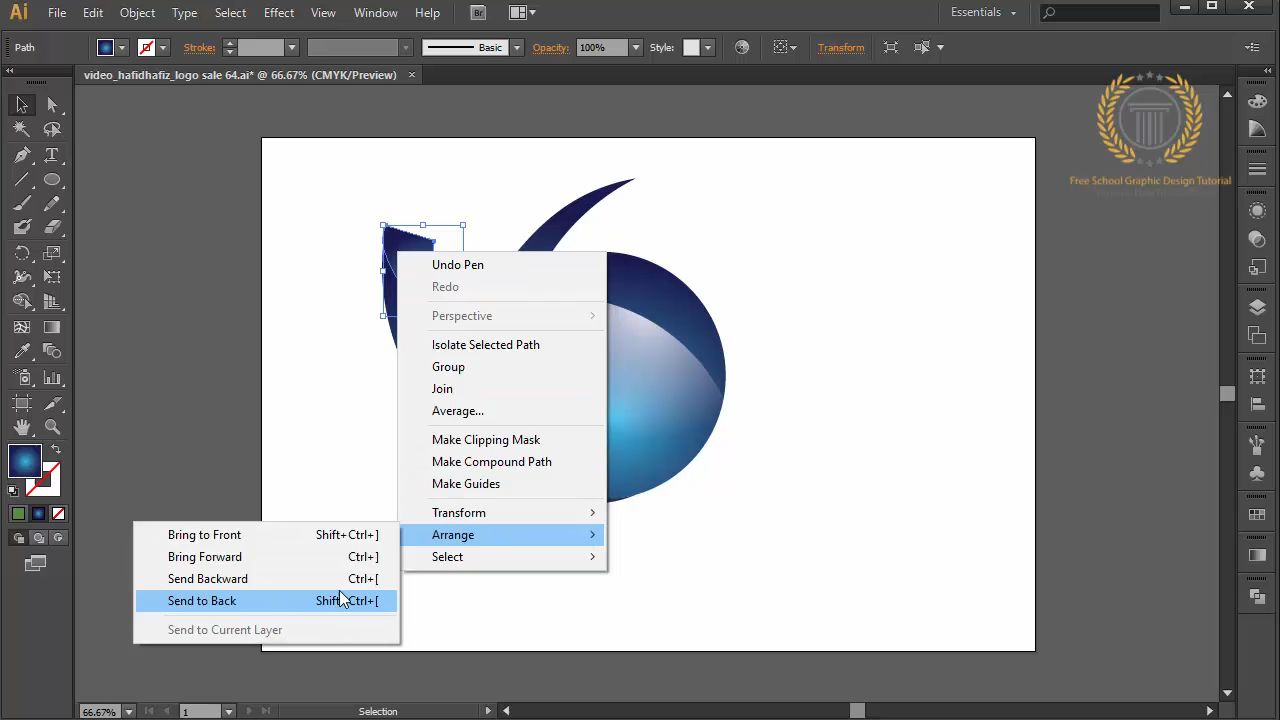 Ai File Edit Object Type Select Effect View Window Help Br Essentials
Path Stroke: Basic Opacity: 100% Style: Transform
video_hafidhafiz_logo sale 64.ai* @ 66.67% (CMYK/Preview) ×
Free School Graphic Design Tutorial
Undo Pen
Redo
Perspective
Isolate Selected Path
Group
Join
Average...
Make Clipping Mask
Make Compound Path
Make Guides
Transform
Arrange
Select
Bring to Front Shift+Ctrl+]
Bring Forward Ctrl+]
Send Backward Ctrl+[
Send to Back Shift+Ctrl+[
Send to Current Layer
66.67% 1 Selection